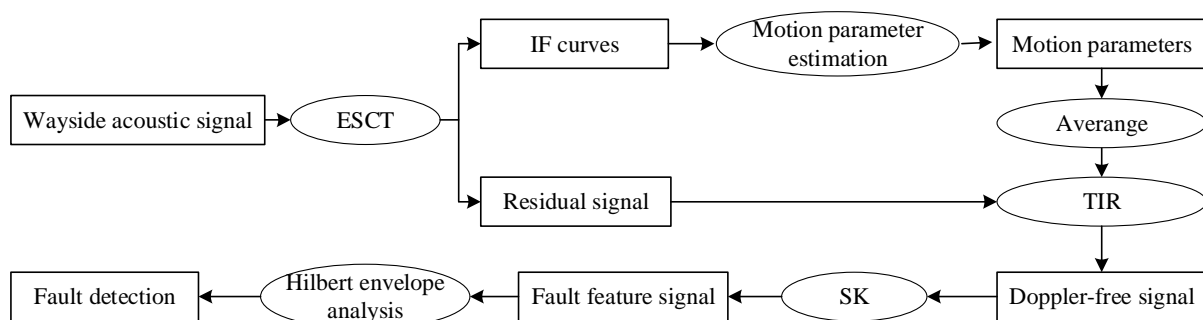 IF curves
Motion parameter
estimation
Motion parameters
Wayside acoustic signal
ESCT
Averange
Residual signal
TIR
Fault detection
Hilbert envelope
analysis
Fault feature signal
SK
Doppler-free signal